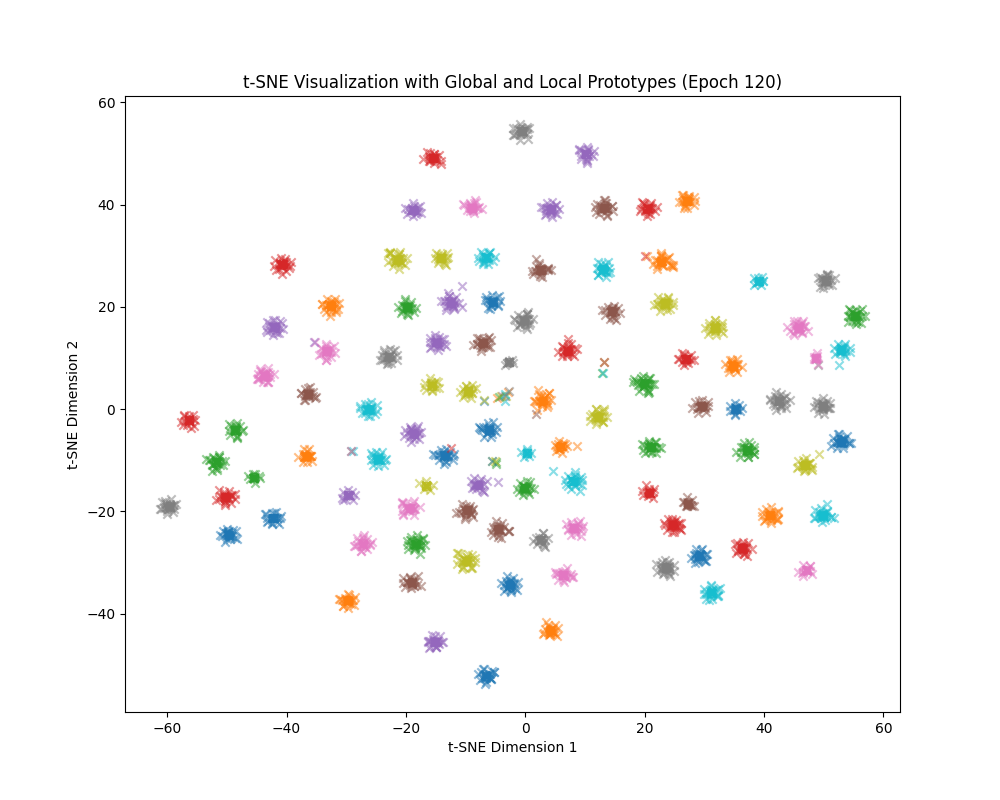 t-SNE Visualization with Global and Local Prototypes (Epoch 120)
60
40
20
0
−20
−40
t-SNE Dimension 2
−60 −40 −20 0 20 40 60
t-SNE Dimension 1